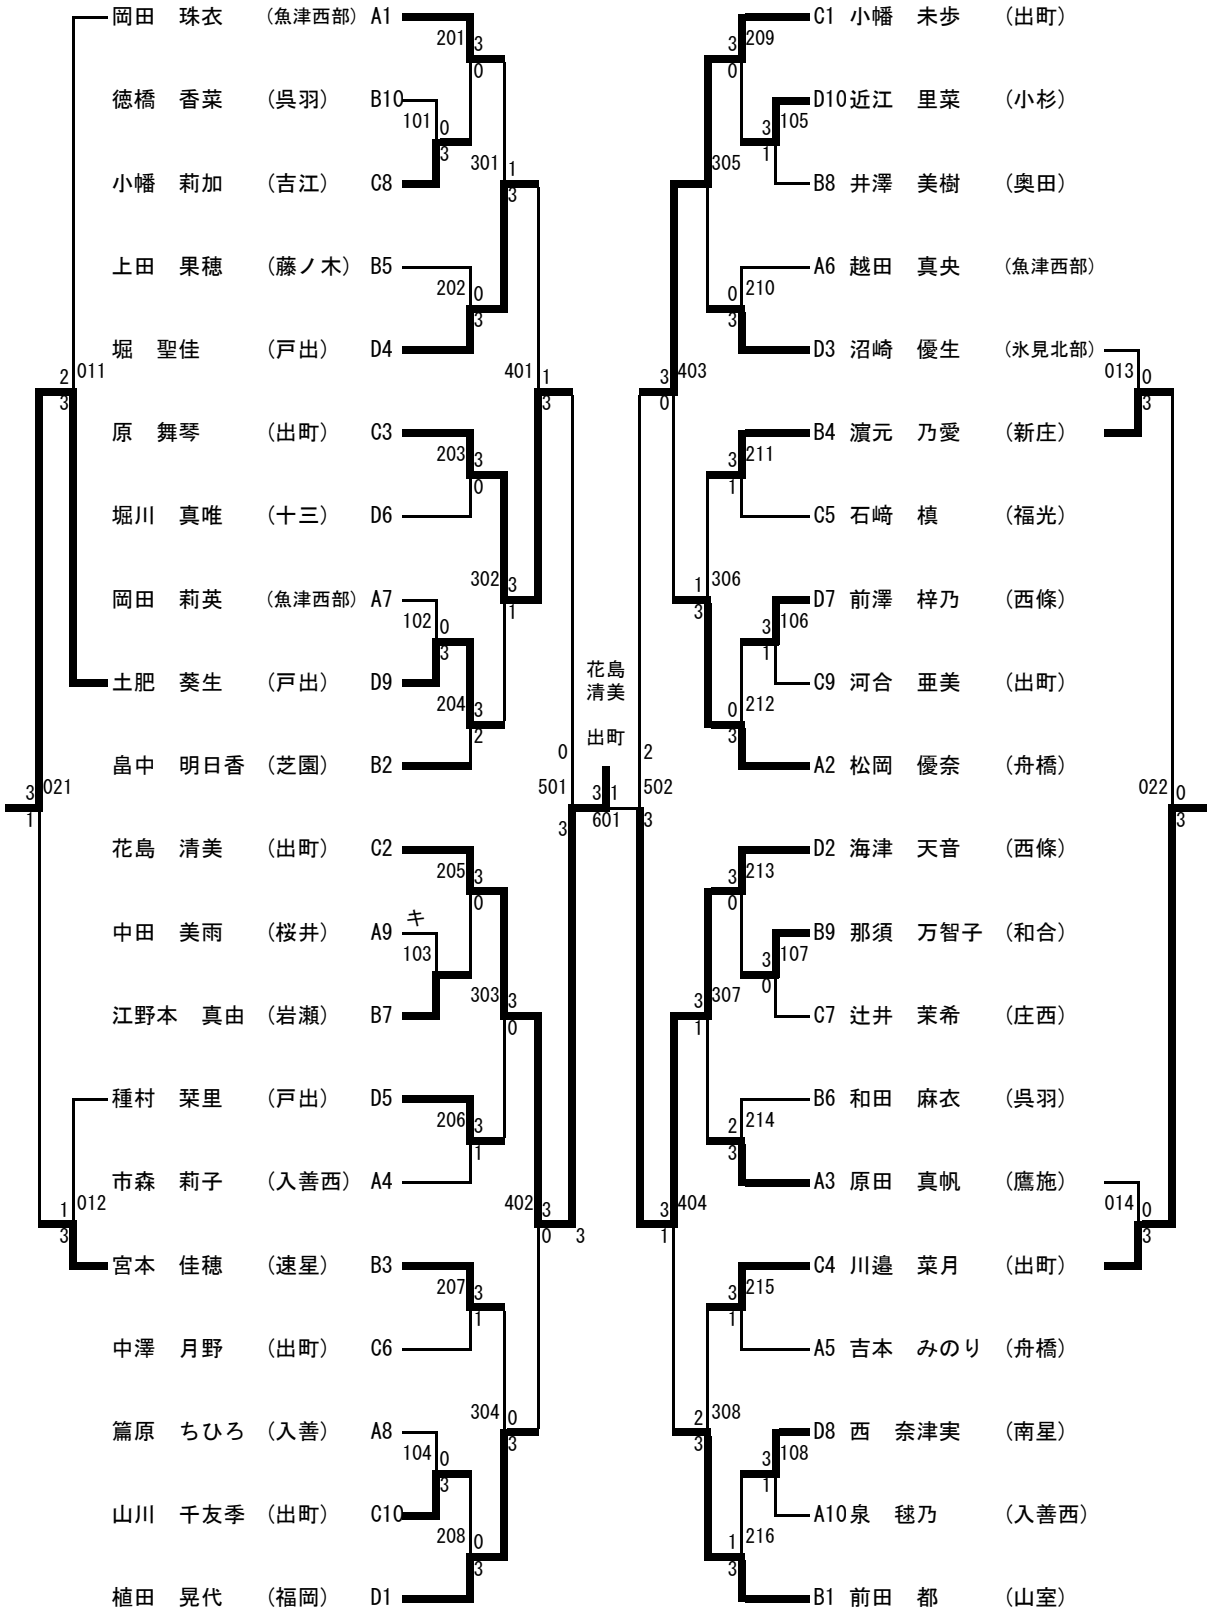 岡田 珠衣 (魚津西部) A1
201 3
0
徳橋 香菜 (呉羽) B10
101 0
3
小幡 莉加 (吉江) C8
301 1
3
上田 果穂 (藤ノ木) B5
202 0
3
堀 聖佳 (戸出) D4
2 011
3
401 1
3
原 舞琴 (出町) C3
203 3
0
堀川 真唯 (十三) D6
302 3
1
岡田 莉英 (魚津西部) A7
102 0
3
土肥 葵生 (戸出) D9
204 3
2
畠中 明日香 (芝園) B2
3 021
1
花島 清美 (出町) C2
205 3
0
中田 美雨 (桜井) A9 キ
103
江野本 真由 (岩瀬) B7
303 3
0
種村 栞里 (戸出) D5
206 3
1
市森 莉子 (入善西) A4
1 012
3
402 3
0 3
宮本 佳穂 (速星) B3
207 3
1
中澤 月野 (出町) C6
304 0
3
篇原 ちひろ (入善) A8
104 0
3
山川 千友季 (出町) C10
208 0
3
植田 晃代 (福岡) D1
花島
清美
出町
0
501
3
3 1
601
2
502
3
C1 小幡 未歩 (出町)
3 209
0
D10 近江 里菜 (小杉)
3 105
1
305
B8 井澤 美樹 (奥田)
A6 越田 真央 (魚津西部)
0 210
3
D3 沼崎 優生 (氷見北部)
3 403
0
013 0
3
B4 濵元 乃愛 (新庄)
3 211
1
C5 石﨑 槙 (福光)
1 306
3
D7 前澤 梓乃 (西條)
3 106
1
C9 河合 亜美 (出町)
0 212
3
A2 松岡 優奈 (舟橋)
022 0
3
D2 海津 天音 (西條)
3 213
0
B9 那須 万智子 (和合)
3 107
0
3 307
1
C7 辻井 茉希 (庄西)
B6 和田 麻衣 (呉羽)
2 214
3
A3 原田 真帆 (鷹施)
3 404
1
014 0
3
C4 川邉 菜月 (出町)
3 215
1
A5 吉本 みのり (舟橋)
2 308
3
D8 西 奈津実 (南星)
3 108
1
A10 泉 毬乃 (入善西)
1 216
3
B1 前田 都 (山室)